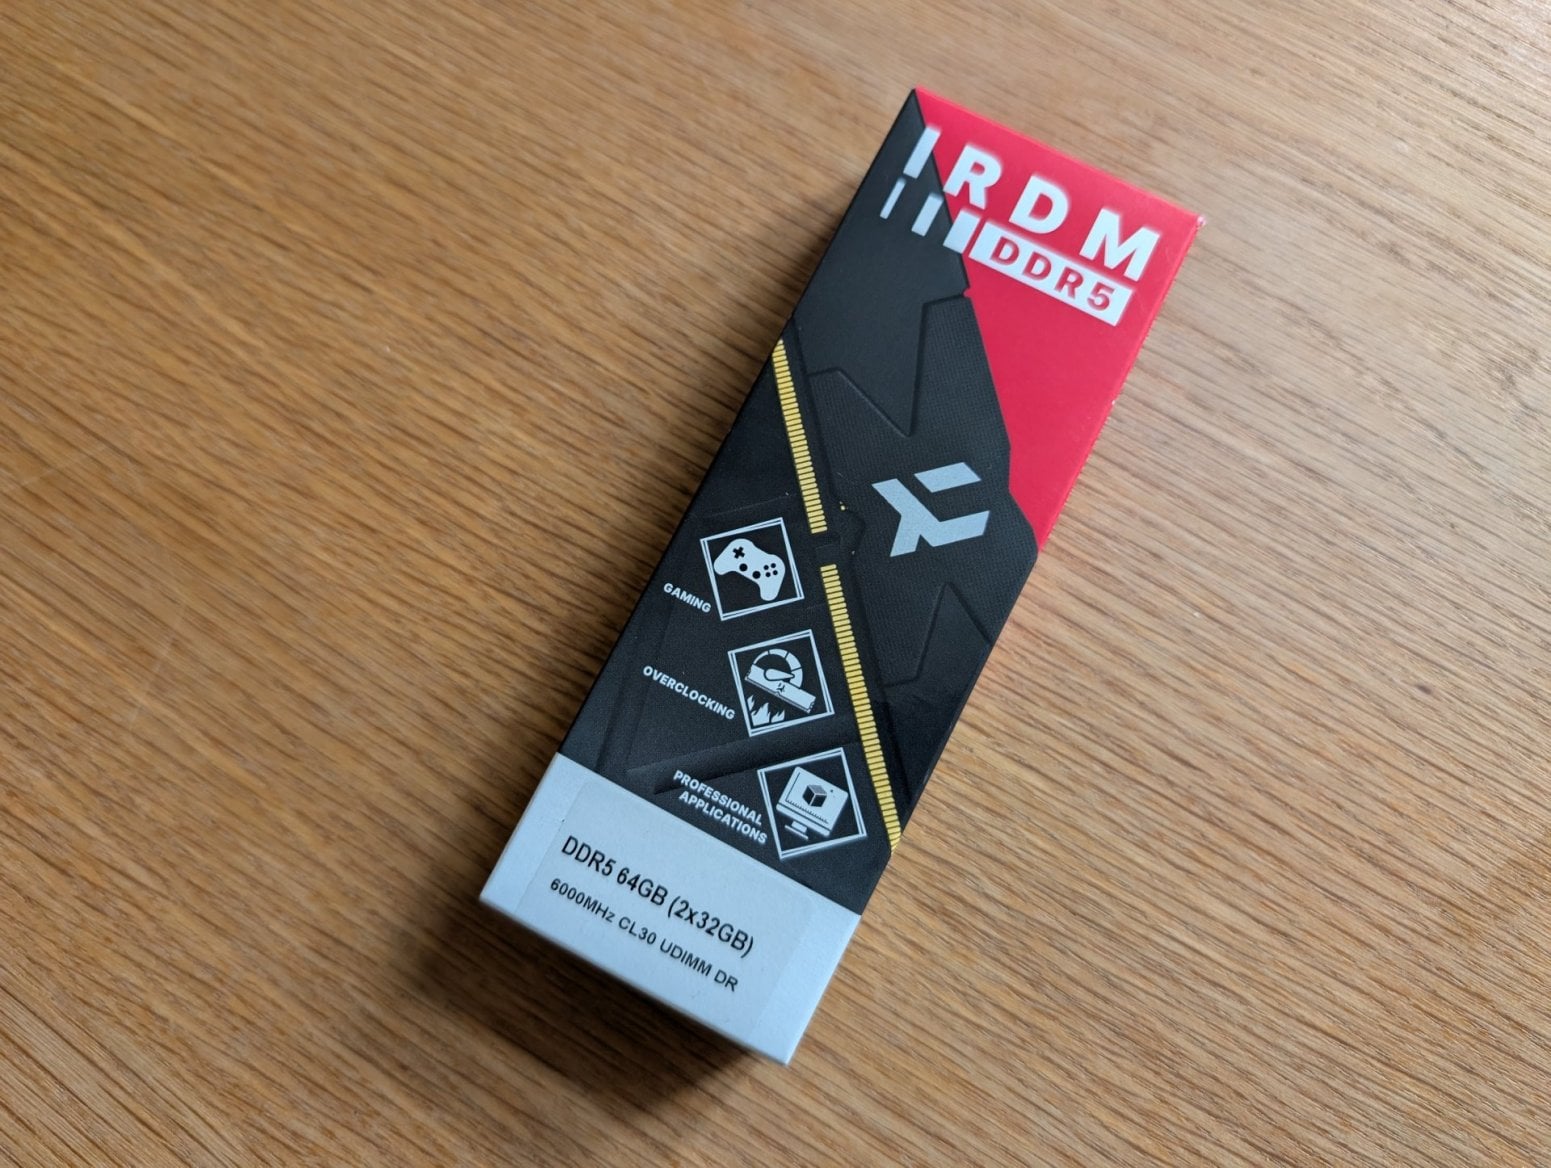 IRDM
DDR5
GAMING
OVERCLOCKING
PROFESSIONAL
APPLICATIONS
DDR5 64GB (2x32GB)
6000MHz CL30 UDIMM DR